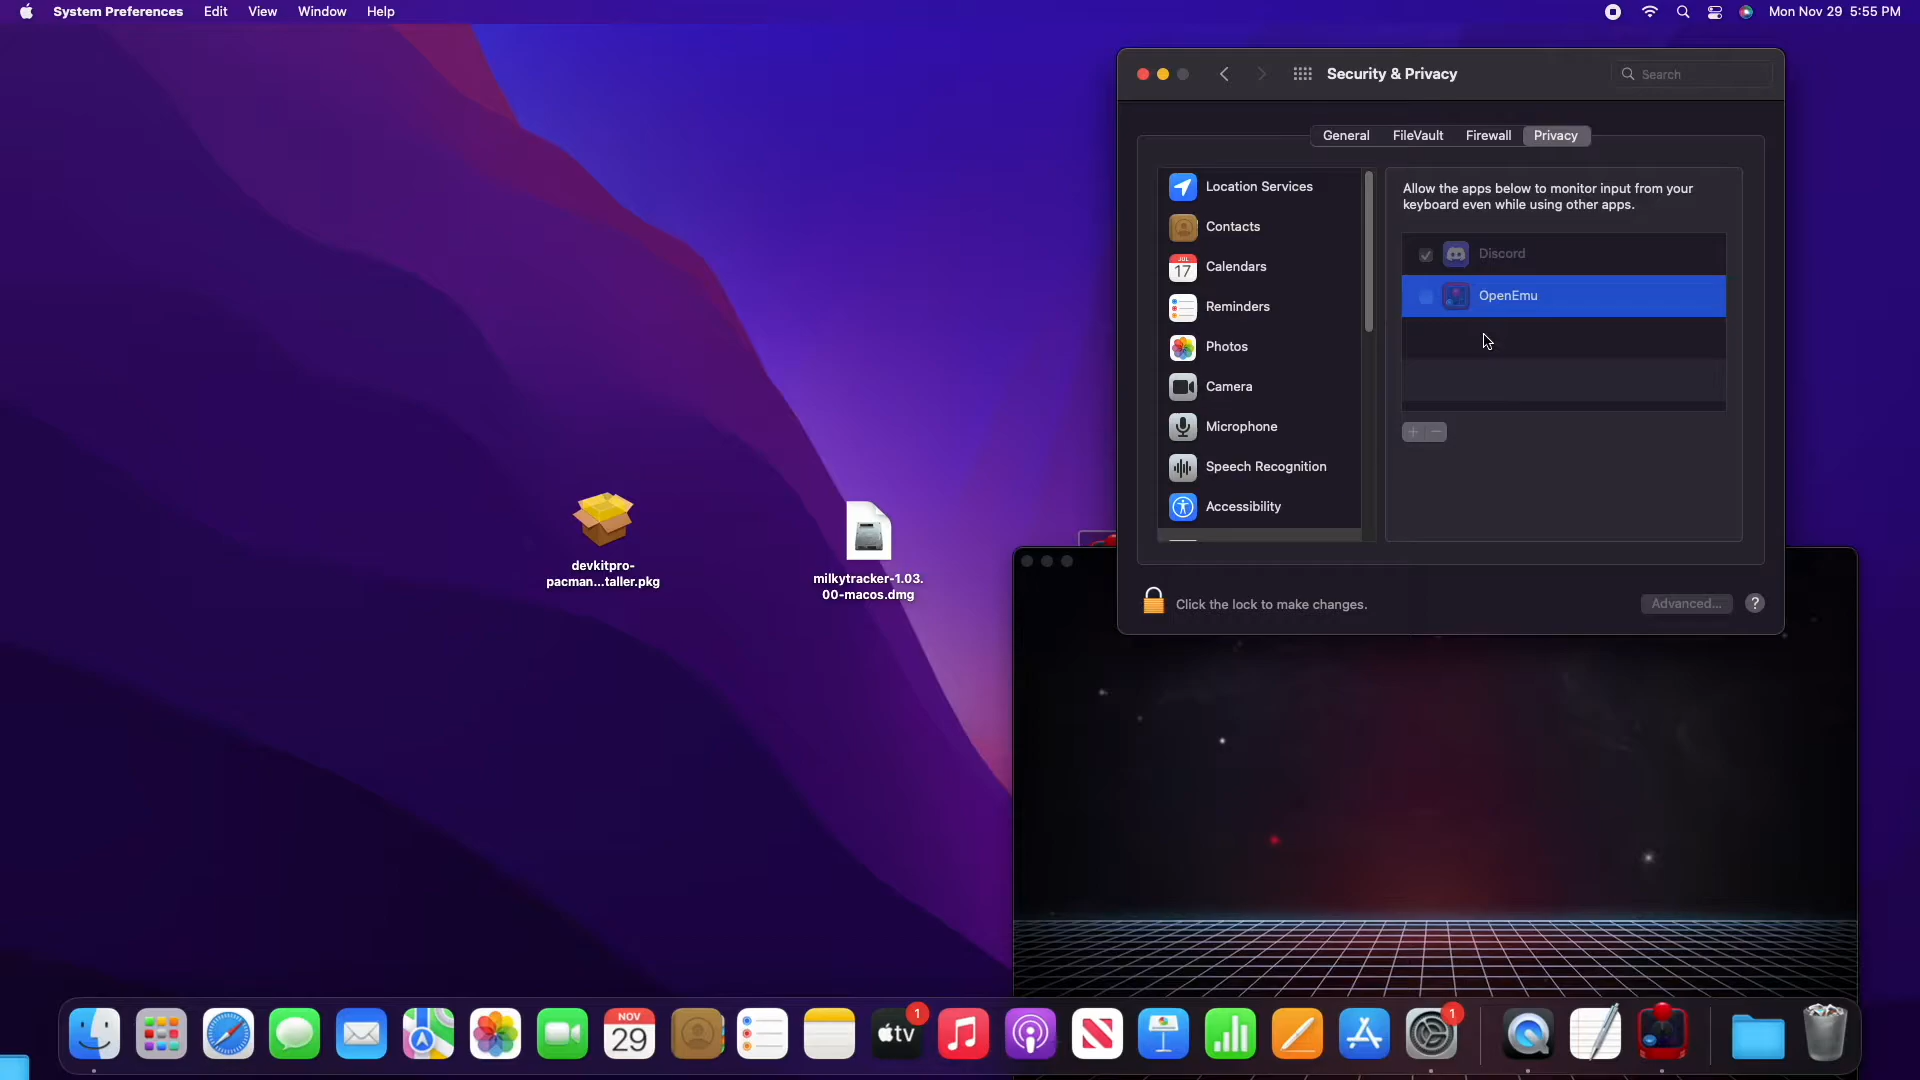 System Preferences Edit View Window Help
Mon Nov 29 5:55 PM
Security & Privacy
Search
General FileVault Firewall Privacy
Location Services
Contacts
JUL
17
Calendars
Reminders
Photos
Camera
Microphone
Speech Recognition
Accessibility
Allow the apps below to monitor input from your
keyboard even while using other apps.
Discord
OpenEmu
+ −
Click the lock to make changes.
Advanced...
?
devkitpro-
pacman...taller.pkg
milkytracker-1.03.
00-macos.dmg
NOV
29
tv
1
1